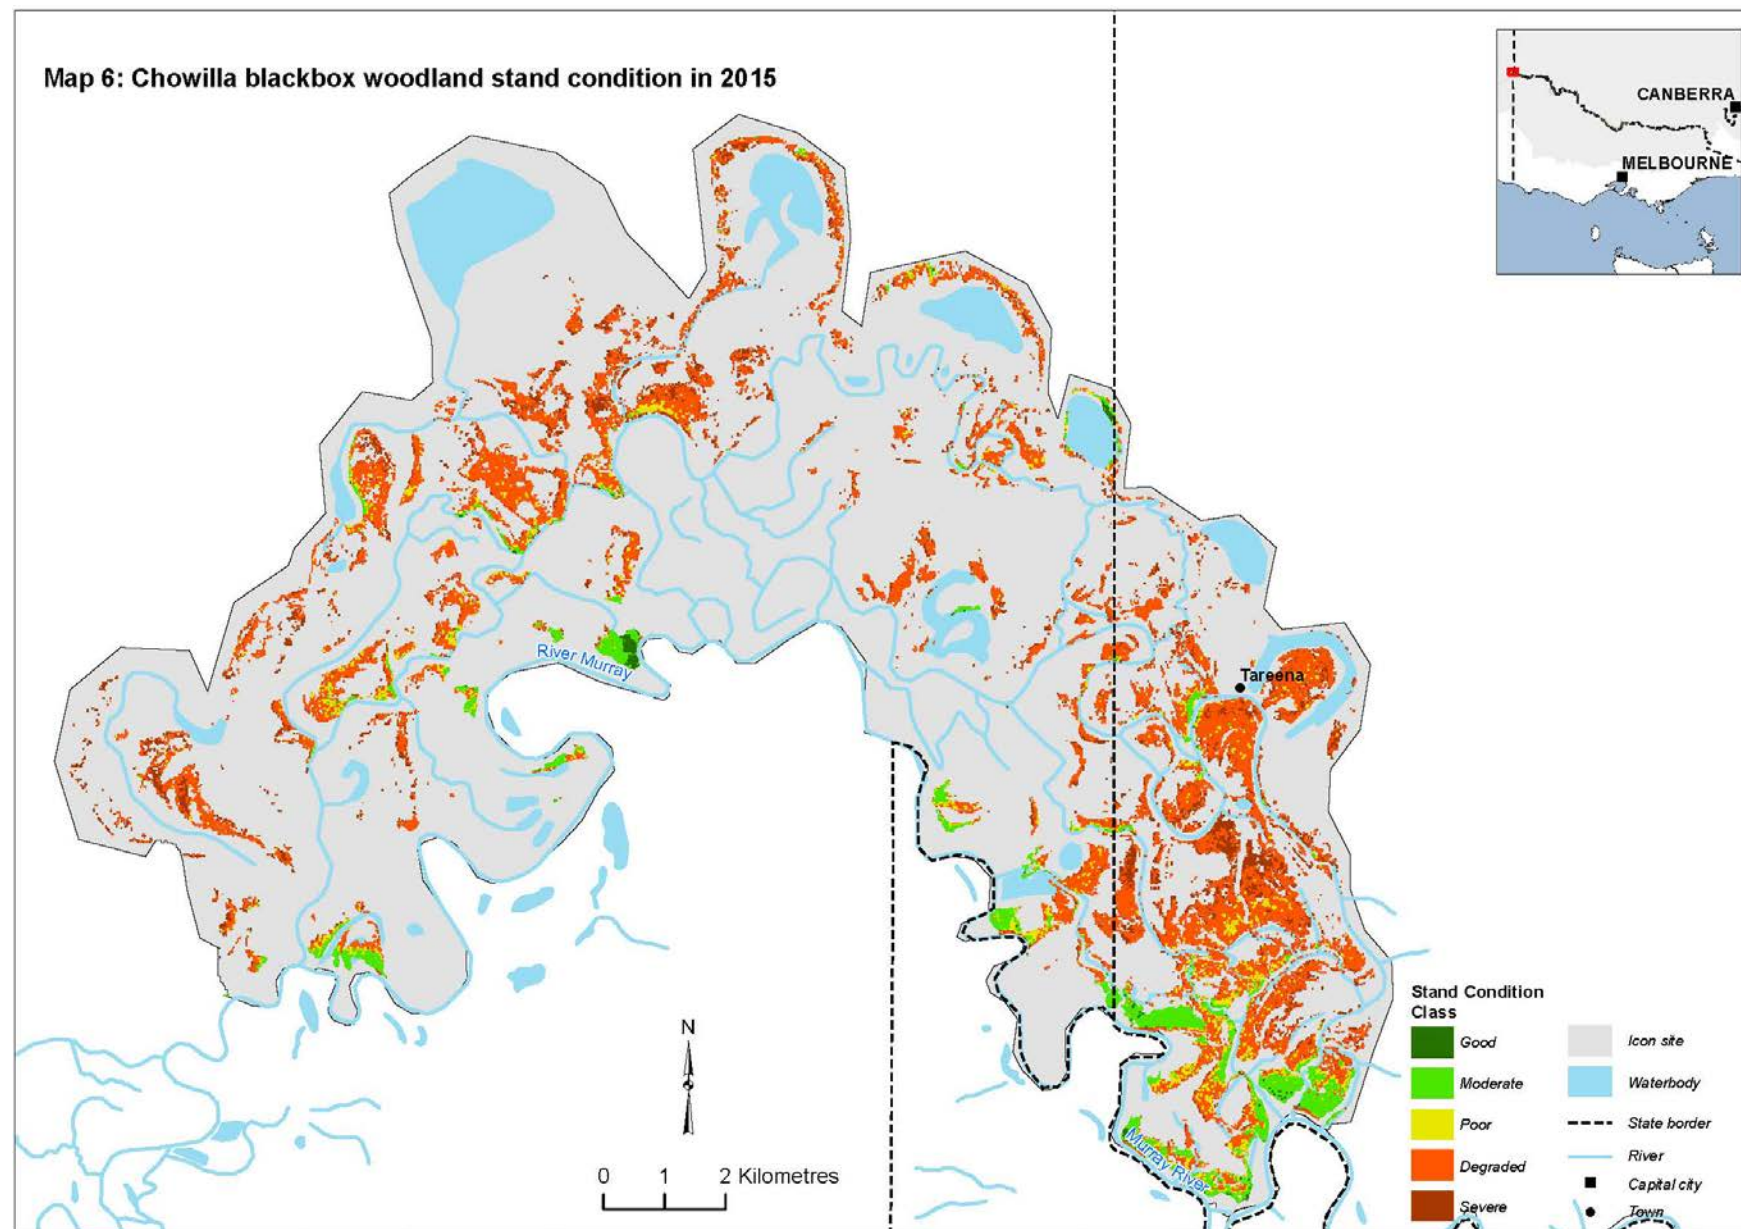 Map 6: Chowilla blackbox woodland stand condition in 2015
CANBERRA
MELBOURNE
River Murray
Tareena
Murray River
N
0 1 2 Kilometres
Stand Condition
Class
Good
Moderate
Poor
Degraded
Severe
Icon site
Waterbody
State border
River
Capital city
Town